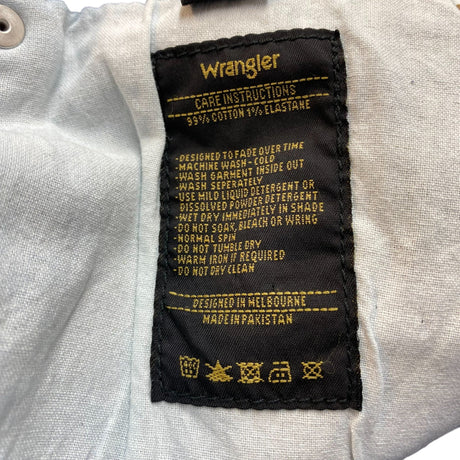 Wrangler
CARE INSTRUCTIONS
99% COTTON 1% ELASTANE
-DESIGNED TO FADE OVER TIME
-MACHINE WASH - COLD
-WASH GARMENT INSIDE OUT
-WASH SEPERATELY
-USE MILD LIQUID DETERGENT OR
DISSOLVED POWDER DETERGENT
-WET DRY IMMEDIATELY IN SHADE
-DO NOT SOAK, BLEACH OR WRING
-NORMAL SPIN
-DO NOT TUMBLE DRY
-WARM IRON IF REQUIRED
-DO NOT DRY CLEAN
DESIGNED IN MELBOURNE
MADE IN PAKISTAN